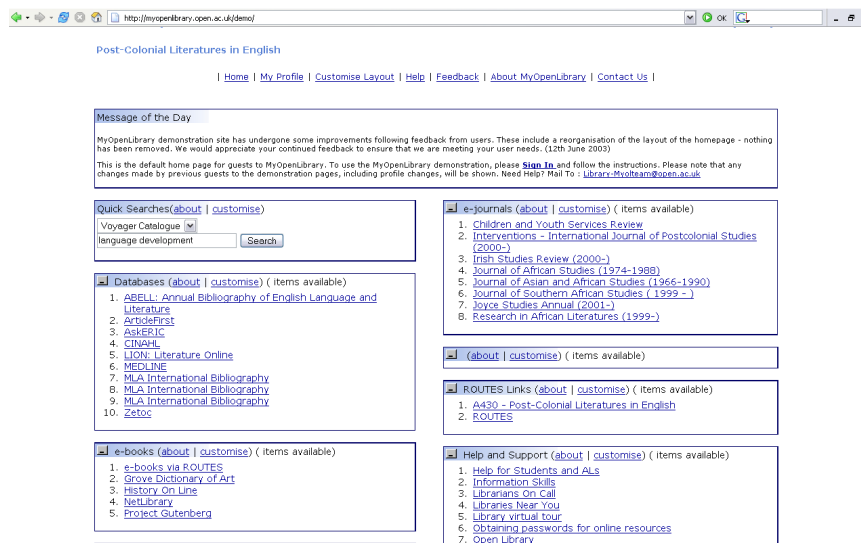 http://myopenlibrary.open.ac.uk/demo/
OK
Post-Colonial Literatures in English
| Home | My Profile | Customise Layout | Help | Feedback | About MyOpenLibrary | Contact Us |
Message of the Day
MyOpenLibrary demonstration site has undergone some improvements following feedback from users. These include a reorganisation of the layout of the homepage - nothing
has been removed. We would appreciate your continued feedback to ensure that we are meeting your user needs. (12th June 2003)
This is the default home page for guests to MyOpenLibrary. To use the MyOpenLibrary demonstration, please Sign In and follow the instructions. Please note that any
changes made by previous guests to the demonstration pages, including profile changes, will be shown. Need Help? Mail To : Library-Myolteam@open.ac.uk
Quick Searches(about | customise)
Voyager Catalogue
language development
Search
Databases (about | customise) ( items available)
1. ABELL: Annual Bibliography of English Language and
Literature
2. ArticleFirst
3. AskERIC
4. CINAHL
5. LION: Literature Online
6. MEDLINE
7. MLA International Bibliography
8. MLA International Bibliography
9. MLA International Bibliography
10. Zetoc
e-books (about | customise) ( items available)
1. e-books via ROUTES
2. Grove Dictionary of Art
3. History On Line
4. NetLibrary
5. Project Gutenberg
e-journals (about | customise) ( items available)
1. Children and Youth Services Review
2. Interventions - International Journal of Postcolonial Studies
(2000-)
3. Irish Studies Review (2000-)
4. Journal of African Studies (1974-1988)
5. Journal of Asian and African Studies (1966-1990)
6. Journal of Southern African Studies ( 1999 - )
7. Joyce Studies Annual (2001-)
8. Research in African Literatures (1999-)
(about | customise) ( items available)
ROUTES Links (about | customise) ( items available)
1. A430 - Post-Colonial Literatures in English
2. ROUTES
Help and Support (about | customise) ( items available)
1. Help for Students and ALs
2. Information Skills
3. Librarians On Call
4. Libraries Near You
5. Library virtual tour
6. Obtaining passwords for online resources
7. Open Library